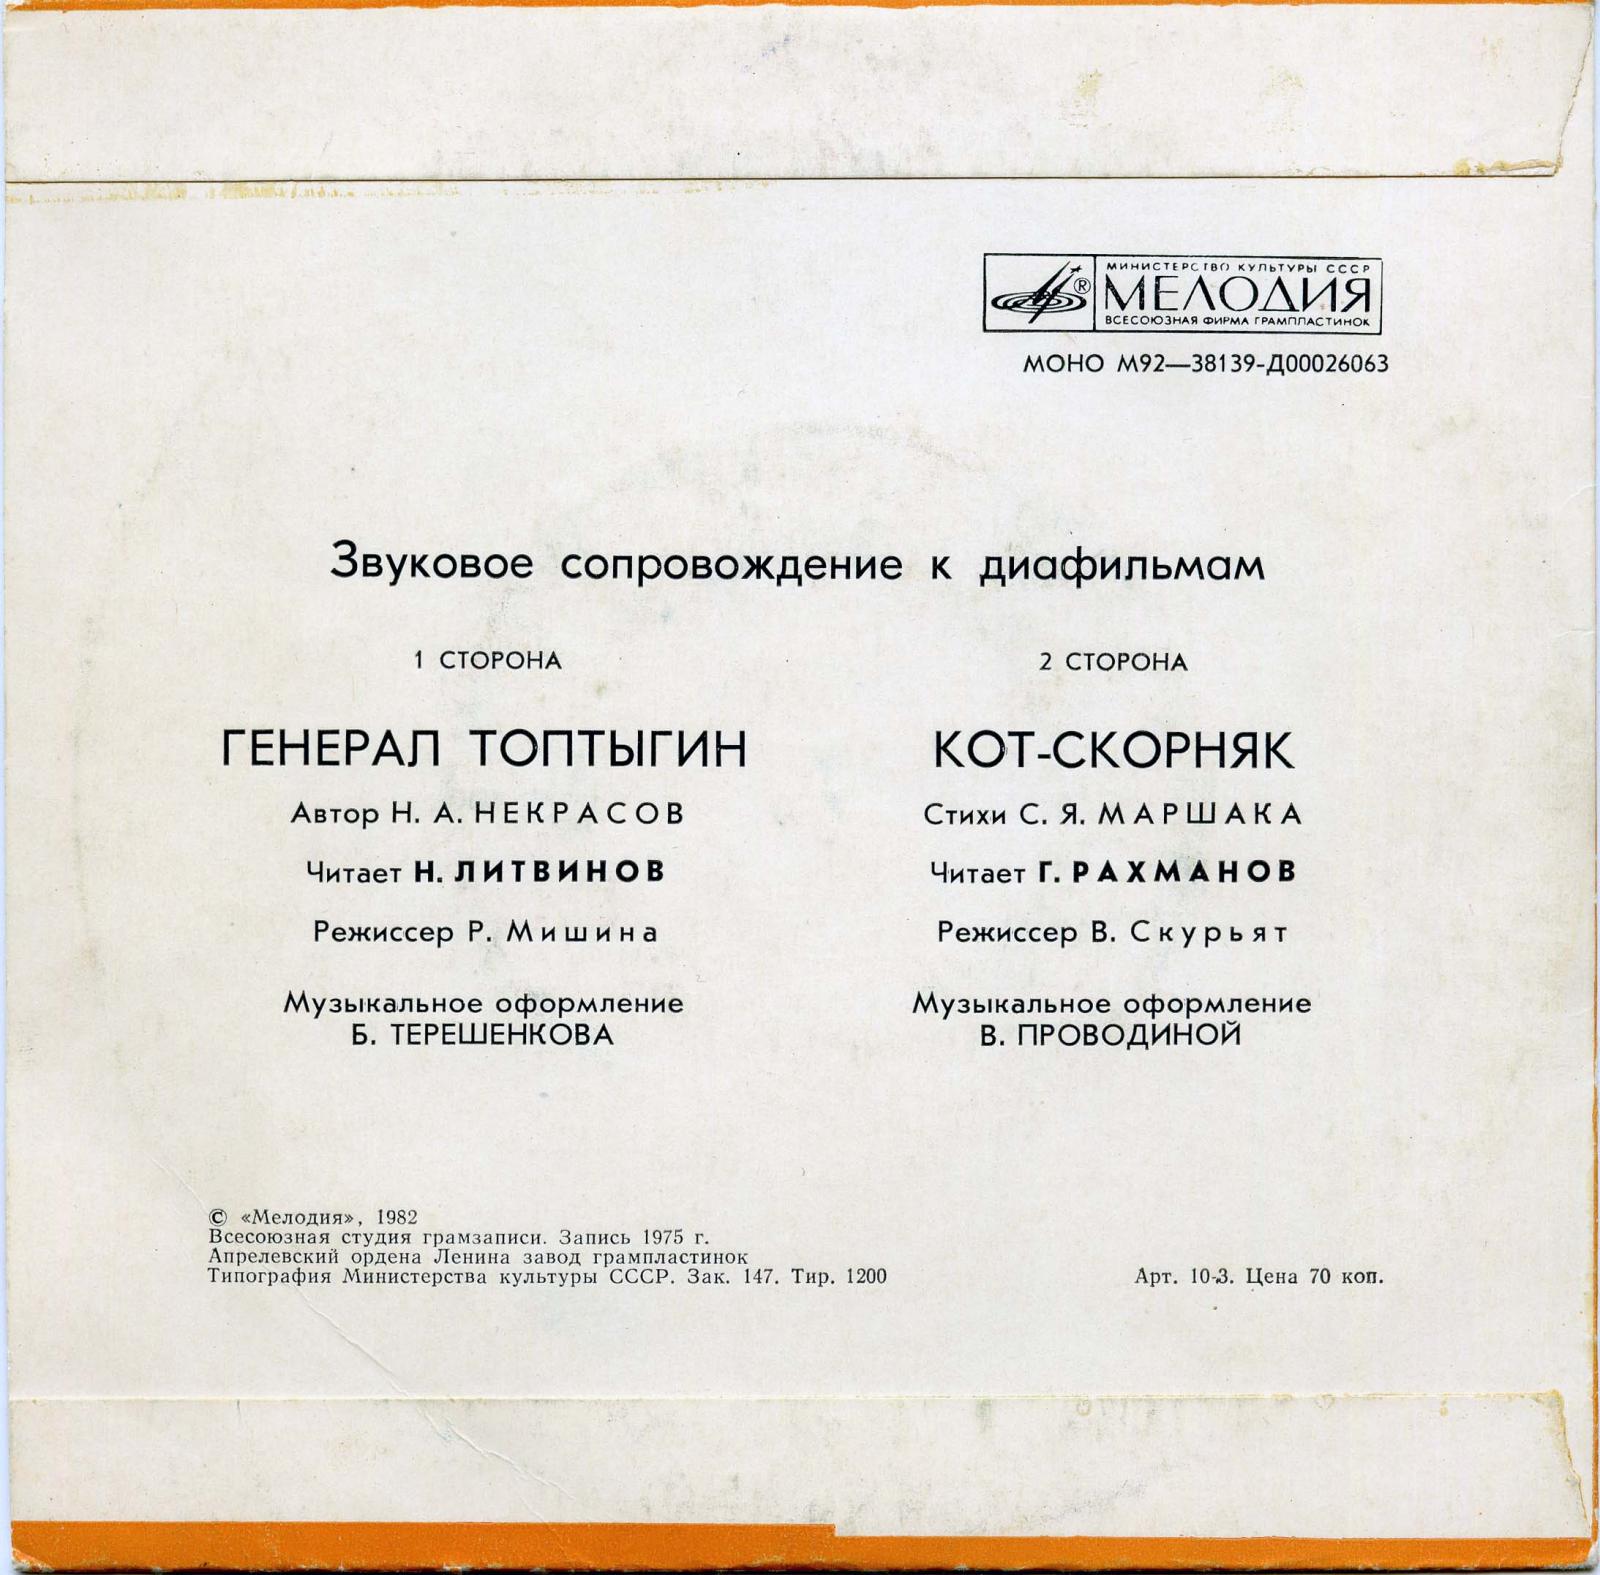 МИНИСТЕРСТВО КУЛЬТУРЫ СССР
® МЕЛОДИЯ
ВСЕСОЮЗНАЯ ФИРМА ГРАМПЛАСТИНОК
МОНО М92—38139-Д00026063
Звуковое сопровождение к диафильмам
1 СТОРОНА
ГЕНЕРАЛ ТОПТЫГИН
Автор Н. А. НЕКРАСОВ
Читает Н. ЛИТВИНОВ
Режиссер Р. Мишина
Музыкальное оформление
Б. ТЕРЕШЕНКОВА
2 СТОРОНА
КОТ-СКОРНЯК
Стихи С. Я. МАРШАКА
Читает Г. РАХМАНОВ
Режиссер В. Скурьят
Музыкальное оформление
В. ПРОВОДИНОЙ
© «Мелодия», 1982
Всесоюзная студия грамзаписи. Запись 1975 г.
Апрелевский ордена Ленина завод грампластинок
Типография Министерства культуры СССР. Зак. 147. Тир. 1200
Арт. 10-3. Цена 70 коп.